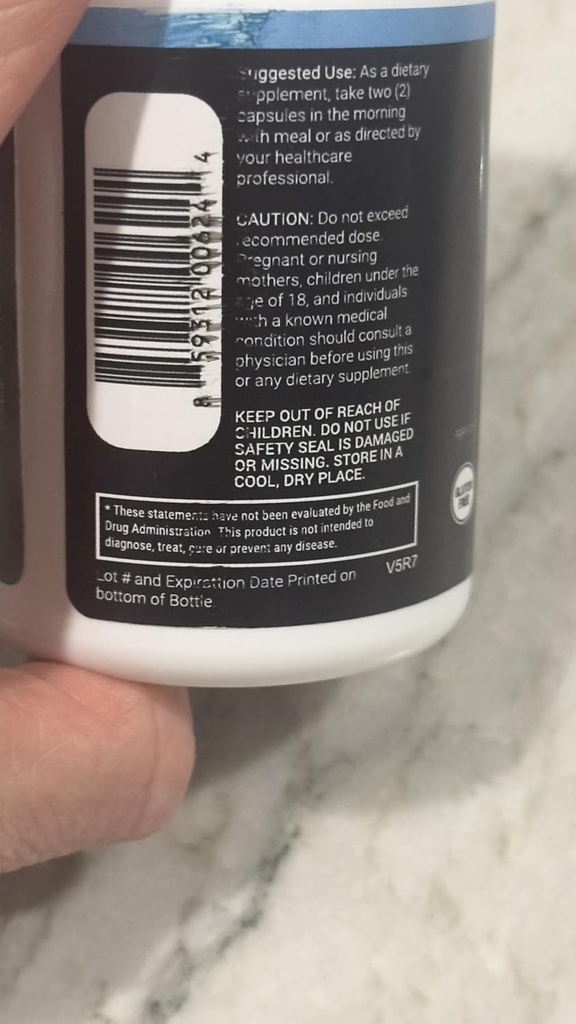 Suggested Use: As a dietary
supplement, take two (2)
capsules in the morning
with meal or as directed by
your healthcare
professional.
CAUTION: Do not exceed
recommended dose.
Pregnant or nursing
mothers, children under the
age of 18, and individuals
with a known medical
condition should consult a
physician before using this
or any dietary supplement.
KEEP OUT OF REACH OF
CHILDREN. DO NOT USE IF
SAFETY SEAL IS DAMAGED
OR MISSING. STORE IN A
COOL, DRY PLACE.
* These statements have not been evaluated by the Food and
Drug Administration. This product is not intended to
diagnose, treat, cure or prevent any disease.
Lot # and Expirattion Date Printed on
bottom of Bottle
V5R7
GLUTEN
FREE